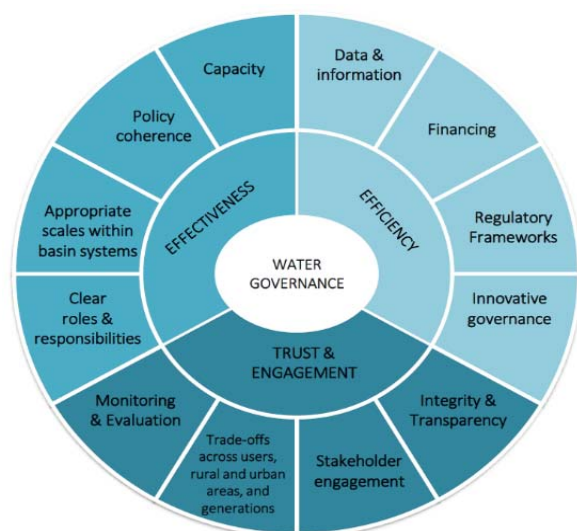 Capacity
Data &
information
Policy
coherence
Financing
Appropriate
scales within
basin systems
Regulatory
Frameworks
Clear
roles &
responsibilities
Innovative
governance
EFFECTIVENESS
EFFICIENCY
WATER
GOVERNANCE
TRUST &
ENGAGEMENT
Monitoring
& Evaluation
Trade-offs
across users,
rural and urban
areas, and
generations
Stakeholder
engagement
Integrity &
Transparency